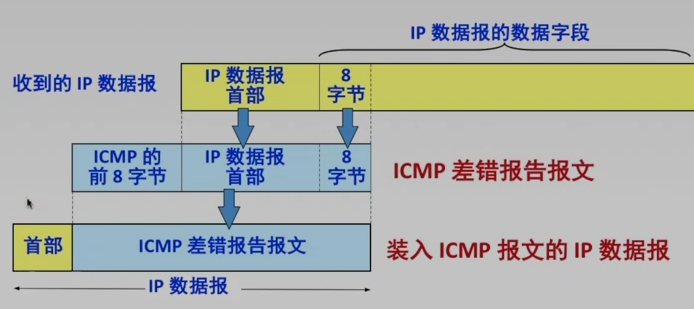 IP 数据报的数据字段
收到的 IP 数据报
IP 数据报
首部
8
字节
ICMP 的
前 8 字节
IP 数据报
首部
8
字节
ICMP 差错报告报文
首部
ICMP 差错报告报文
装入 ICMP 报文的 IP 数据报
IP 数据报